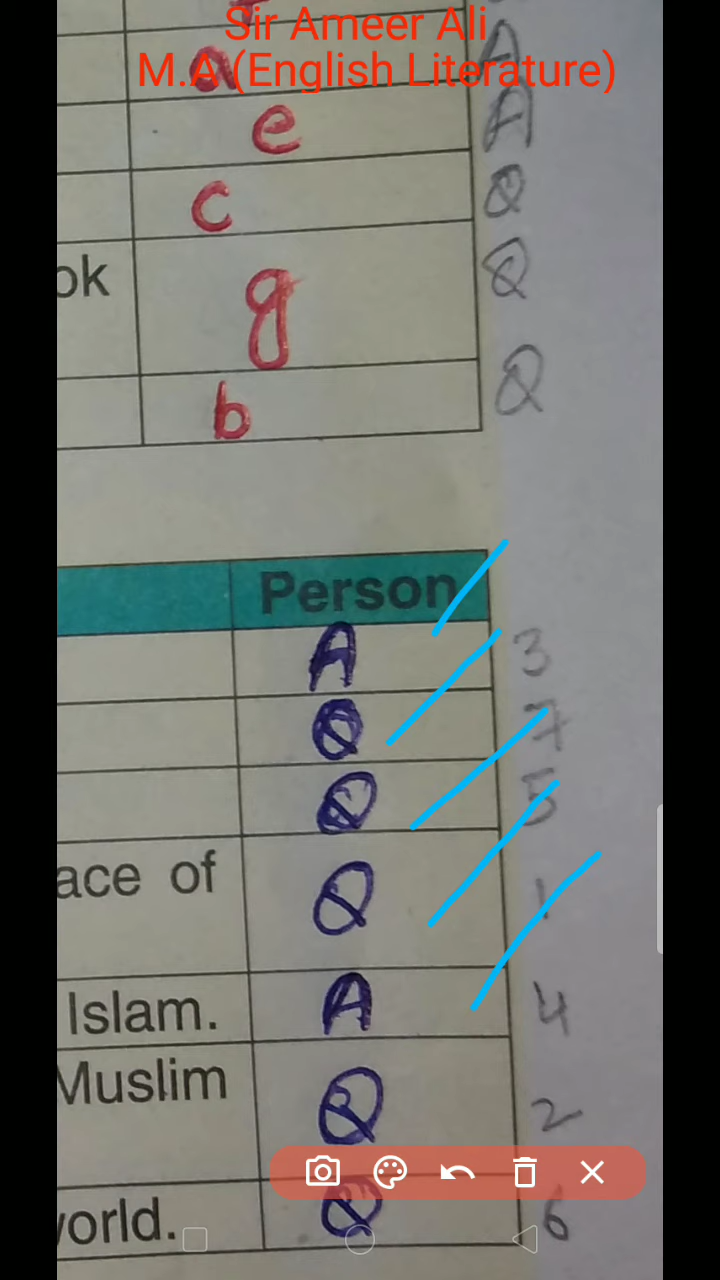 Sir Ameer Ali
M.A (English Literature)
a A
e A
c Q
ok g Q
b Q
Person
A 3
Q 7
Q 5
ace of Q 1
Islam. A 4
Muslim Q 2
vorld. Q 6